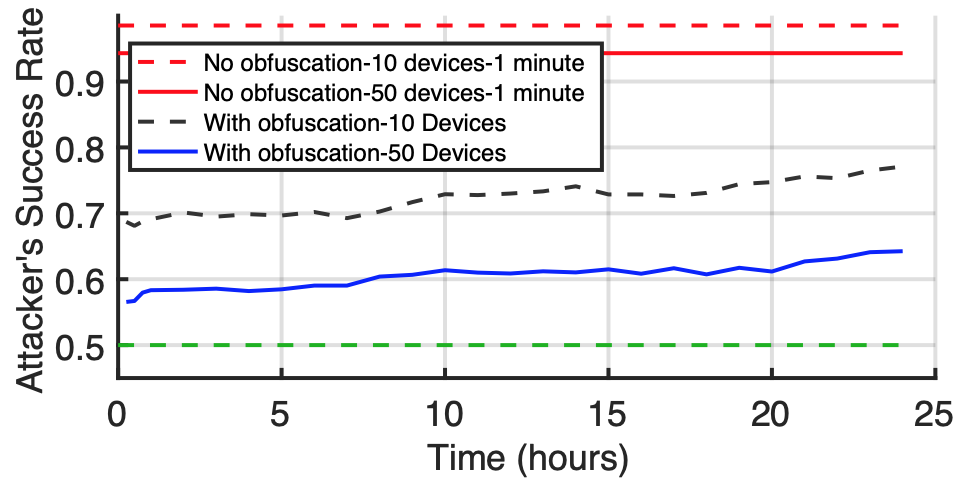 Attacker's Success Rate
0.9
0.8
0.7
0.6
0.5
No obfuscation-10 devices-1 minute
No obfuscation-50 devices-1 minute
With obfuscation-10 Devices
With obfuscation-50 Devices
0 5 10 15 20 25
Time (hours)